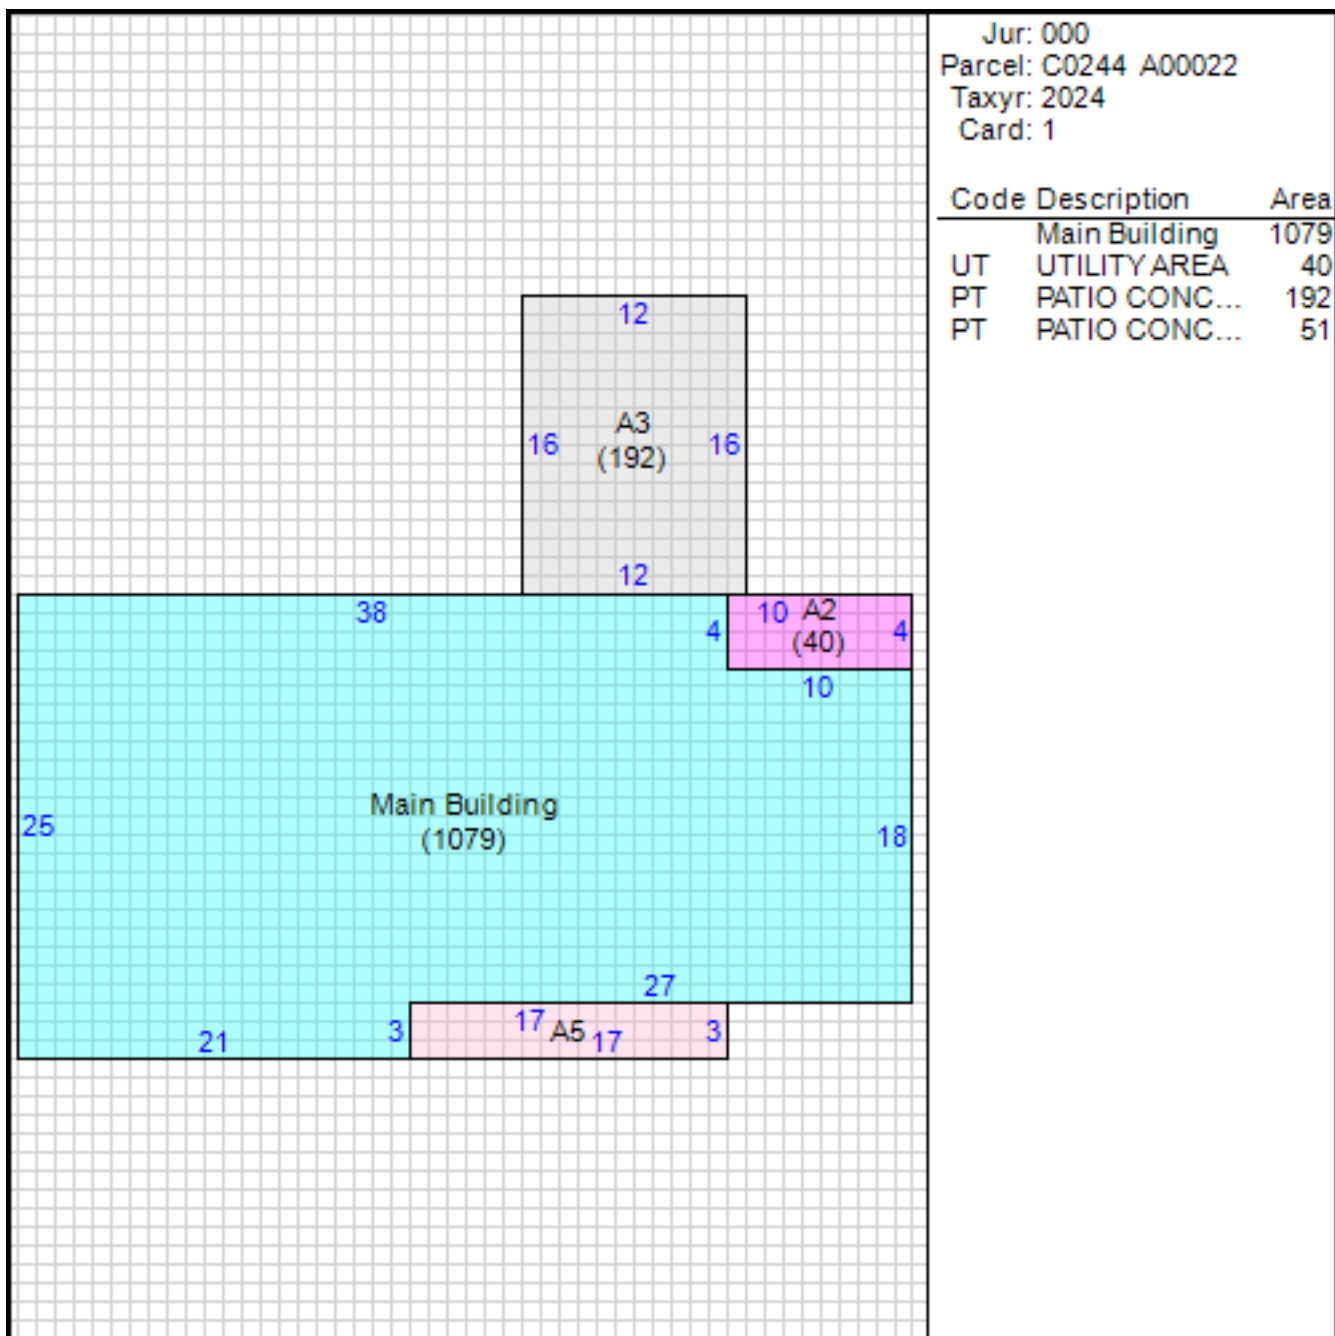 Jur: 000
Parcel: C0244 A00022
Taxyr: 2024
Card: 1
Code Description Area
Main Building 1079
UT UTILITY AREA 40
PT PATIO CONC... 192
PT PATIO CONC... 51
12
A3
16 (192) 16
12
38
10 A2
4 (40) 4
10
Main Building
25 (1079) 18
27
17 A5 17
21 3 3